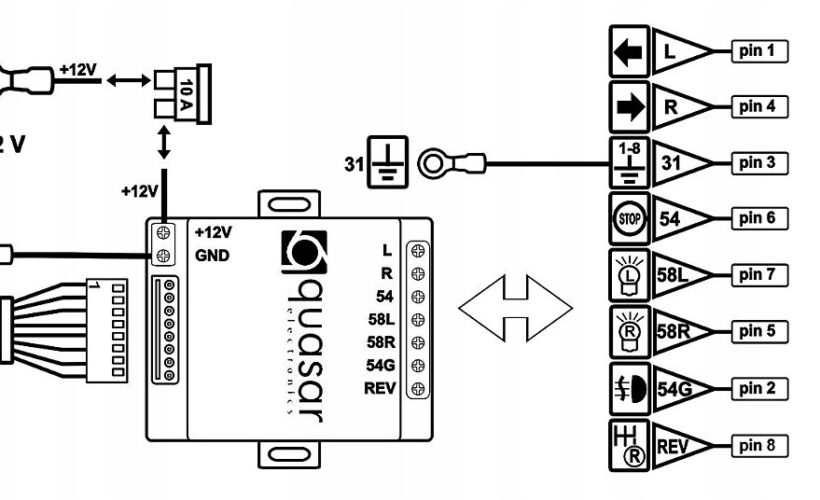 +12V
10 A
2 V
+12V
+12V
GND
1
quasar
electronics
L
R
54
58L
58R
54G
REV
31
L
pin 1
R
pin 4
1-8
31
pin 3
STOP
54
pin 6
L
58L
pin 7
R
58R
pin 5
54G
pin 2
R
REV
pin 8